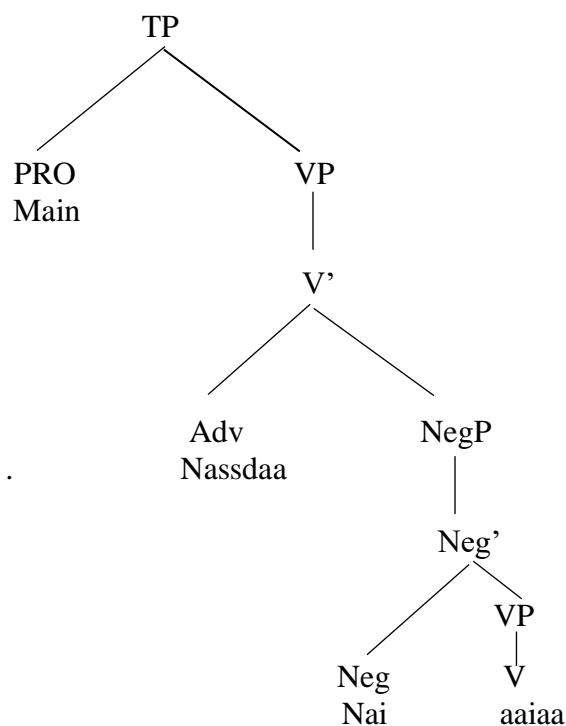 TP
PRO VP
Main
V’
Adv NegP
. Nassdaa
Neg’
VP
Neg V
Nai aaiaa